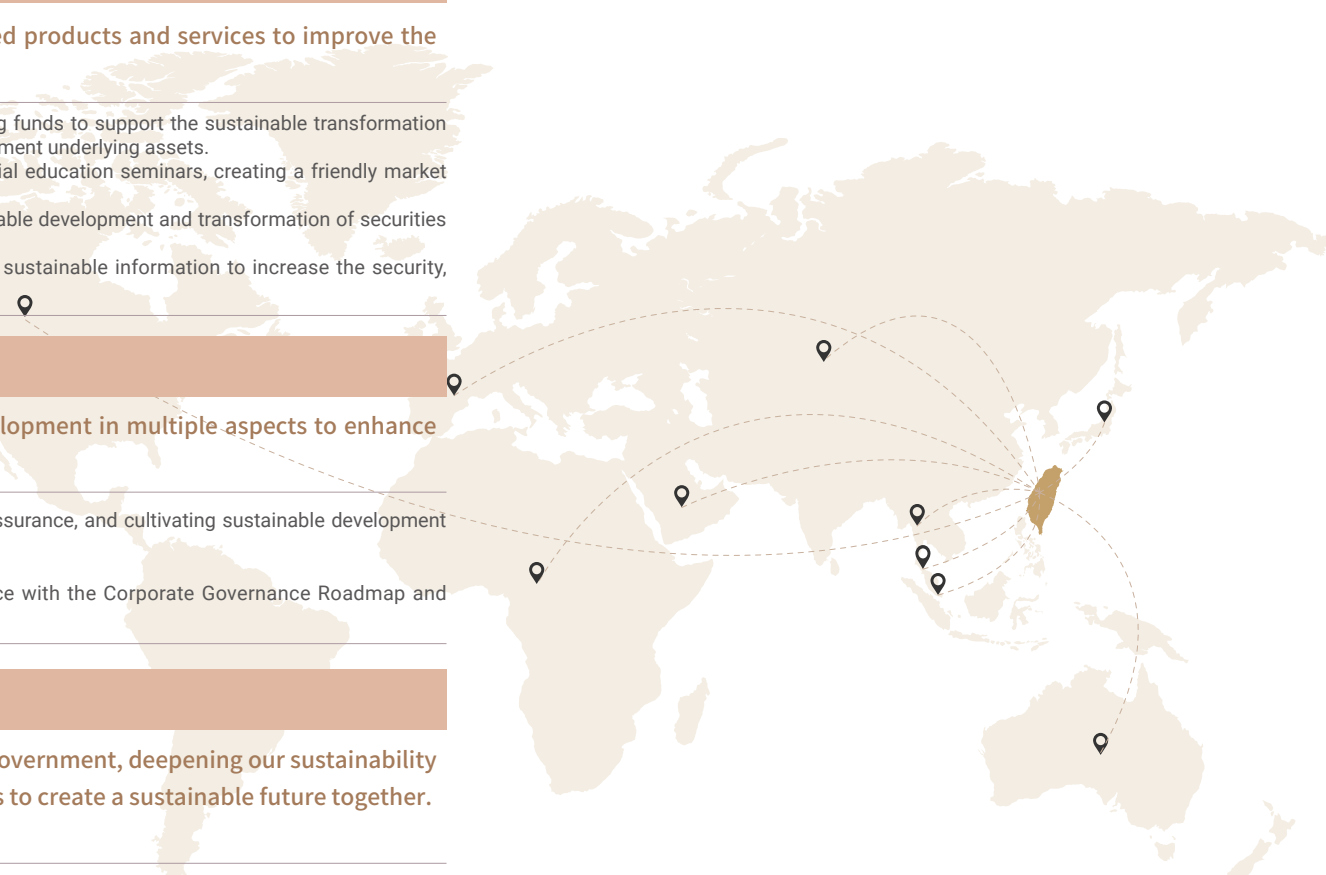 ed products and services to improve the
g funds to support the sustainable transformation
ment underlying assets.
ial education seminars, creating a friendly market
able development and transformation of securities
sustainable information to increase the security,
lopment in multiple aspects to enhance
ssurance, and cultivating sustainable development
ce with the Corporate Governance Roadmap and
overnment, deepening our sustainability
s to create a sustainable future together.